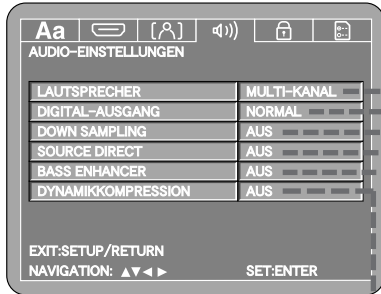 Aa
AUDIO-EINSTELLUNGEN
LAUTSPRECHER MULTI-KANAL
DIGITAL-AUSGANG NORMAL
DOWN SAMPLING AUS
SOURCE DIRECT AUS
BASS ENHANCER AUS
DYNAMIKKOMPRESSION AUS
EXIT:SETUP/RETURN
NAVIGATION: ▲▼◄► SET:ENTER